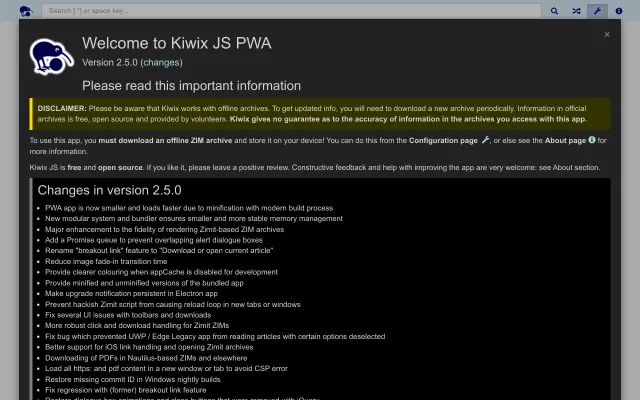 Search [.*] or space key...
Welcome to Kiwix JS PWA
Version 2.5.0 (changes)
Please read this important information
DISCLAIMER: Please be aware that Kiwix works with offline archives. To get updated info, you will need to download a new archive periodically. Information in official
archives is free, open source and provided by volunteers. Kiwix gives no guarantee as to the accuracy of information in the archives you access with this app.
To use this app, you must download an offline ZIM archive and store it on your device! You can do this from the Configuration page , or else see the About page for
more information.
Kiwix JS is free and open source. If you like it, please leave a positive review. Constructive feedback and help with improving the app are very welcome: see About section.
Changes in version 2.5.0
• PWA app is now smaller and loads faster due to minification with modern build process
• New modular system and bundler ensures smaller and more stable memory management
• Major enhancement to the fidelity of rendering Zimit-based ZIM archives
• Add a Promise queue to prevent overlapping alert dialogue boxes
• Rename "breakout link" feature to "Download or open current article"
• Reduce image fade-in transition time
• Provide clearer colouring when appCache is disabled for development
• Provide minified and unminified versions of the bundled app
• Make upgrade notification persistent in Electron app
• Prevent hackish Zimit script from causing reload loop in new tabs or windows
• Fix several UI issues with toolbars and downloads
• More robust click and download handling for Zimit ZIMs
• Fix bug which prevented UWP / Edge Legacy app from reading articles with certain options deselected
• Better support for iOS link handling and opening Zimit archives
• Downloading of PDFs in Nautilus-based ZIMs and elsewhere
• Load all https: and pdf content in a new window or tab to avoid CSP error
• Restore missing commit ID in Windows nightly builds
• Fix regression with (former) breakout link feature